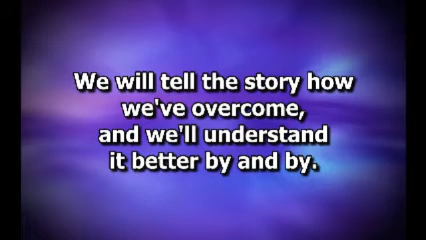 We will tell the story how
we've overcome,
and we'll understand
it better by and by.